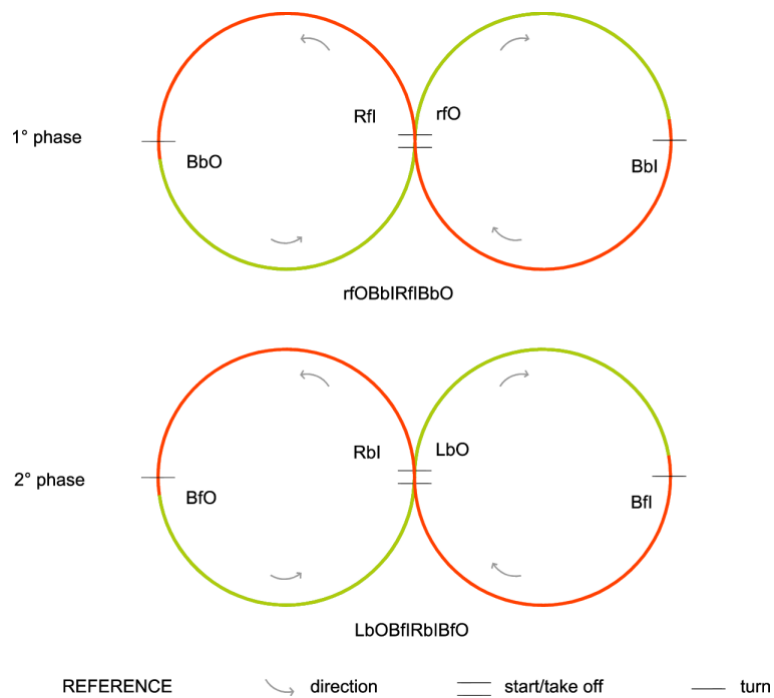 RfI rfO
1° phase
BbO BbI
rfOBbIRfIBbO
RbI LbO
2° phase
BfO BfI
LbOBfIRbIBfO
REFERENCE direction start/take off turn